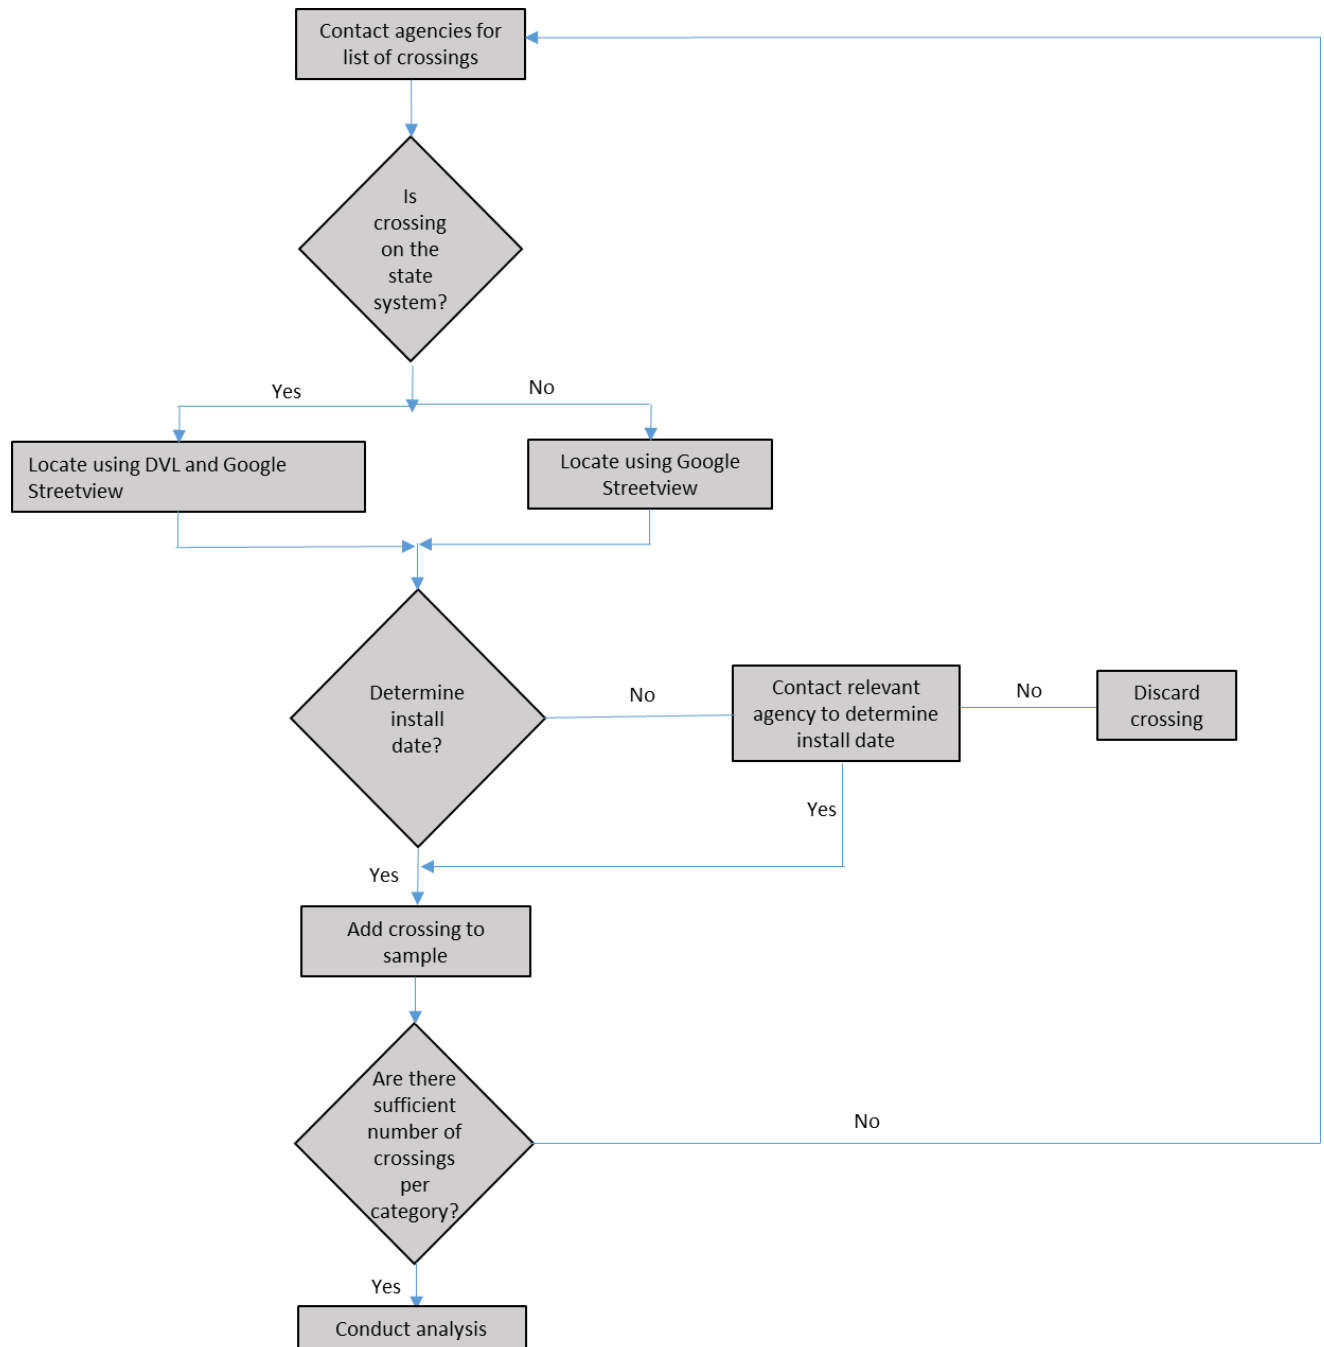 Contact agencies for
list of crossings
Is
crossing
on the
state
system?
Yes
No
Locate using DVL and Google
Streetview
Locate using Google
Streetview
Determine
install
date?
No
Contact relevant
agency to determine
install date
No
Discard
crossing
Yes
Yes
Add crossing to
sample
Are there
sufficient
number of
crossings
per
category?
No
Yes
Conduct analysis